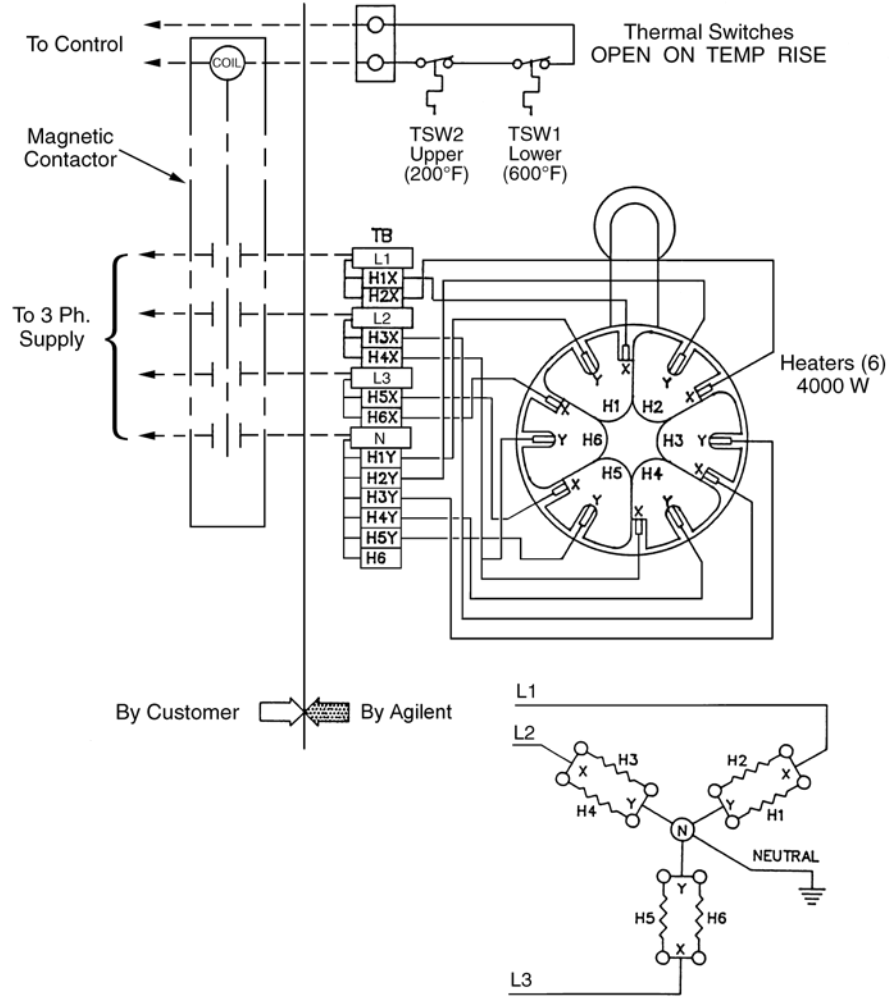 To Control
COIL
Thermal Switches
OPEN ON TEMP RISE
TSW2
Upper
(200°F)
TSW1
Lower
(600°F)
Magnetic
Contactor
To 3 Ph.
Supply
TB
L1
H1X
H2X
L2
H3X
H4X
L3
H5X
H6X
N
H1Y
H2Y
H3Y
H4Y
H5Y
H6
Heaters (6)
4000 W
Y
X
Y
X
H1
H2
X
Y
H6
H3
Y
X
H5
H4
X
Y
X
Y
By Customer
By Agilent
L1
L2
H3
X
H4
Y
H2
X
Y
H1
N
NEUTRAL
Y
H5
H6
X
L3